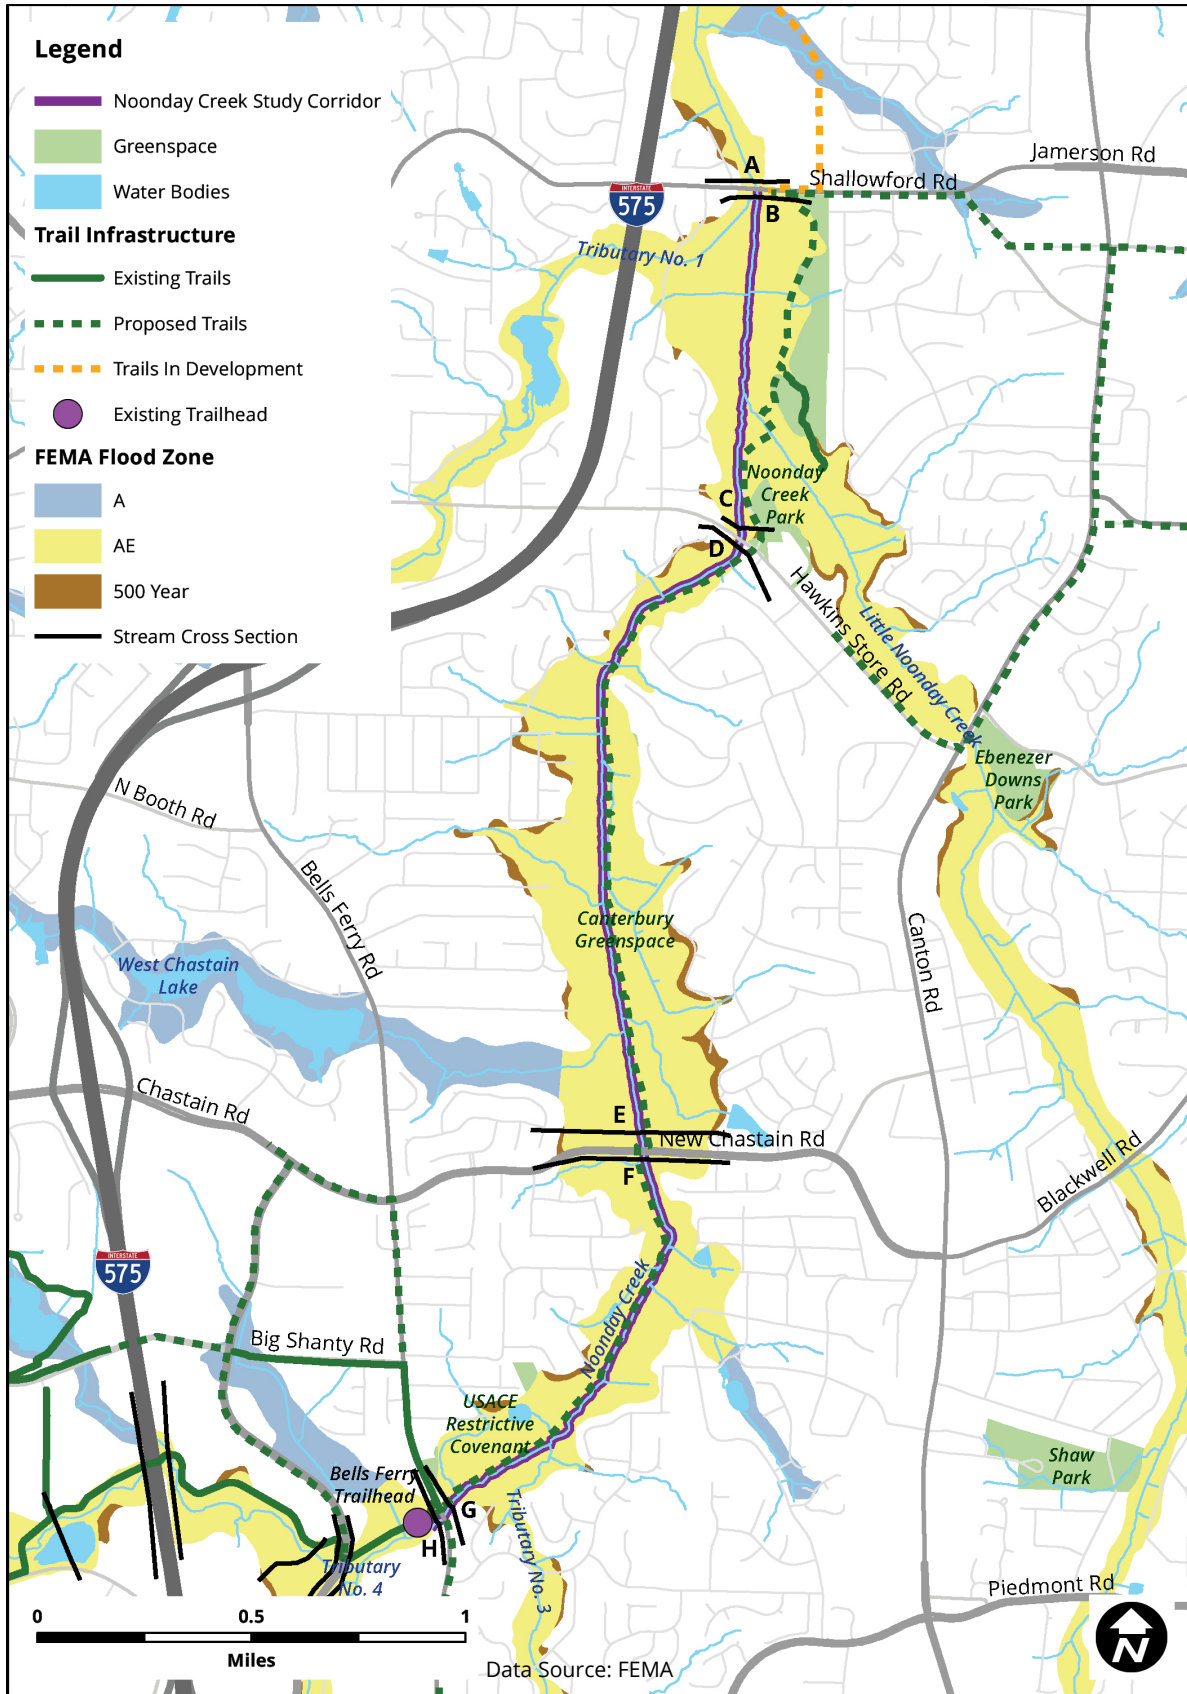 Legend
Noonday Creek Study Corridor
Greenspace
Water Bodies
Trail Infrastructure
Existing Trails
Proposed Trails
Trails In Development
Existing Trailhead
FEMA Flood Zone
A
AE
500 Year
Stream Cross Section
Jamerson Rd
A
Shallowford Rd
INTERSTATE
575
B
Tributary No. 1
Noonday
Creek
Park
C
D
Hawkins Store Rd
Little Noonday Creek
Ebenezer
Downs
Park
N Booth Rd
Bells Ferry Rd
Canterbury
Greenspace
Canton Rd
West Chastain
Lake
Chastain Rd
E
New Chastain Rd
F
Blackwell Rd
INTERSTATE
575
Noonday Creek
Big Shanty Rd
USACE
Restrictive
Covenant
Shaw
Park
Bells Ferry
Trailhead
G
H
Tributary No. 3
Tributary
No. 4
Piedmont Rd
0
0.5
1
Miles
Data Source: FEMA
N